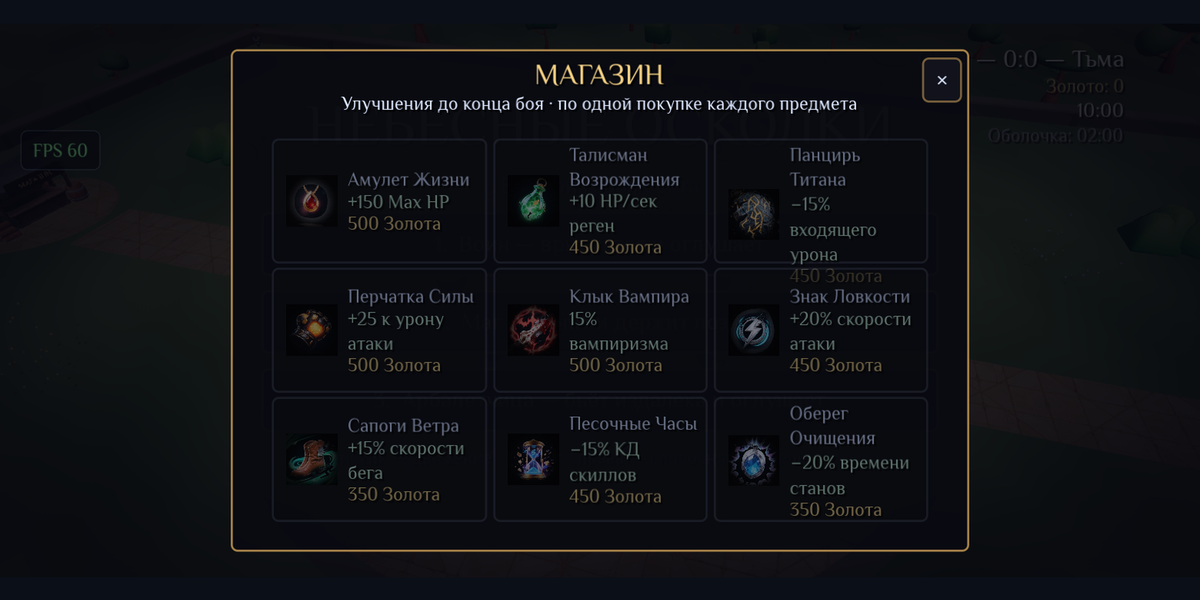 МАГАЗИН
Улучшения до конца боя · по одной покупке каждого предмета
×
— 0:0 — Тьма
Золото: 0
10:00
Оболочка: 02:00
НЕБЕСНЫЕ ОСКОЛКИ
FPS 60
Амулет Жизни
+150 Max HP
500 Золота
Талисман
Возрождения
+10 HP/сек
реген
450 Золота
Панцирь
Титана
−15%
входящего
урона
450 Золота
Перчатка Силы
+25 к урону
атаки
500 Золота
Клык Вампира
15%
вампиризма
500 Золота
Знак Ловкости
+20% скорости
атаки
450 Золота
Сапоги Ветра
+15% скорости
бега
350 Золота
Песочные Часы
−15% КД
скиллов
450 Золота
Оберег
Очищения
−20% времени
станов
350 Золота